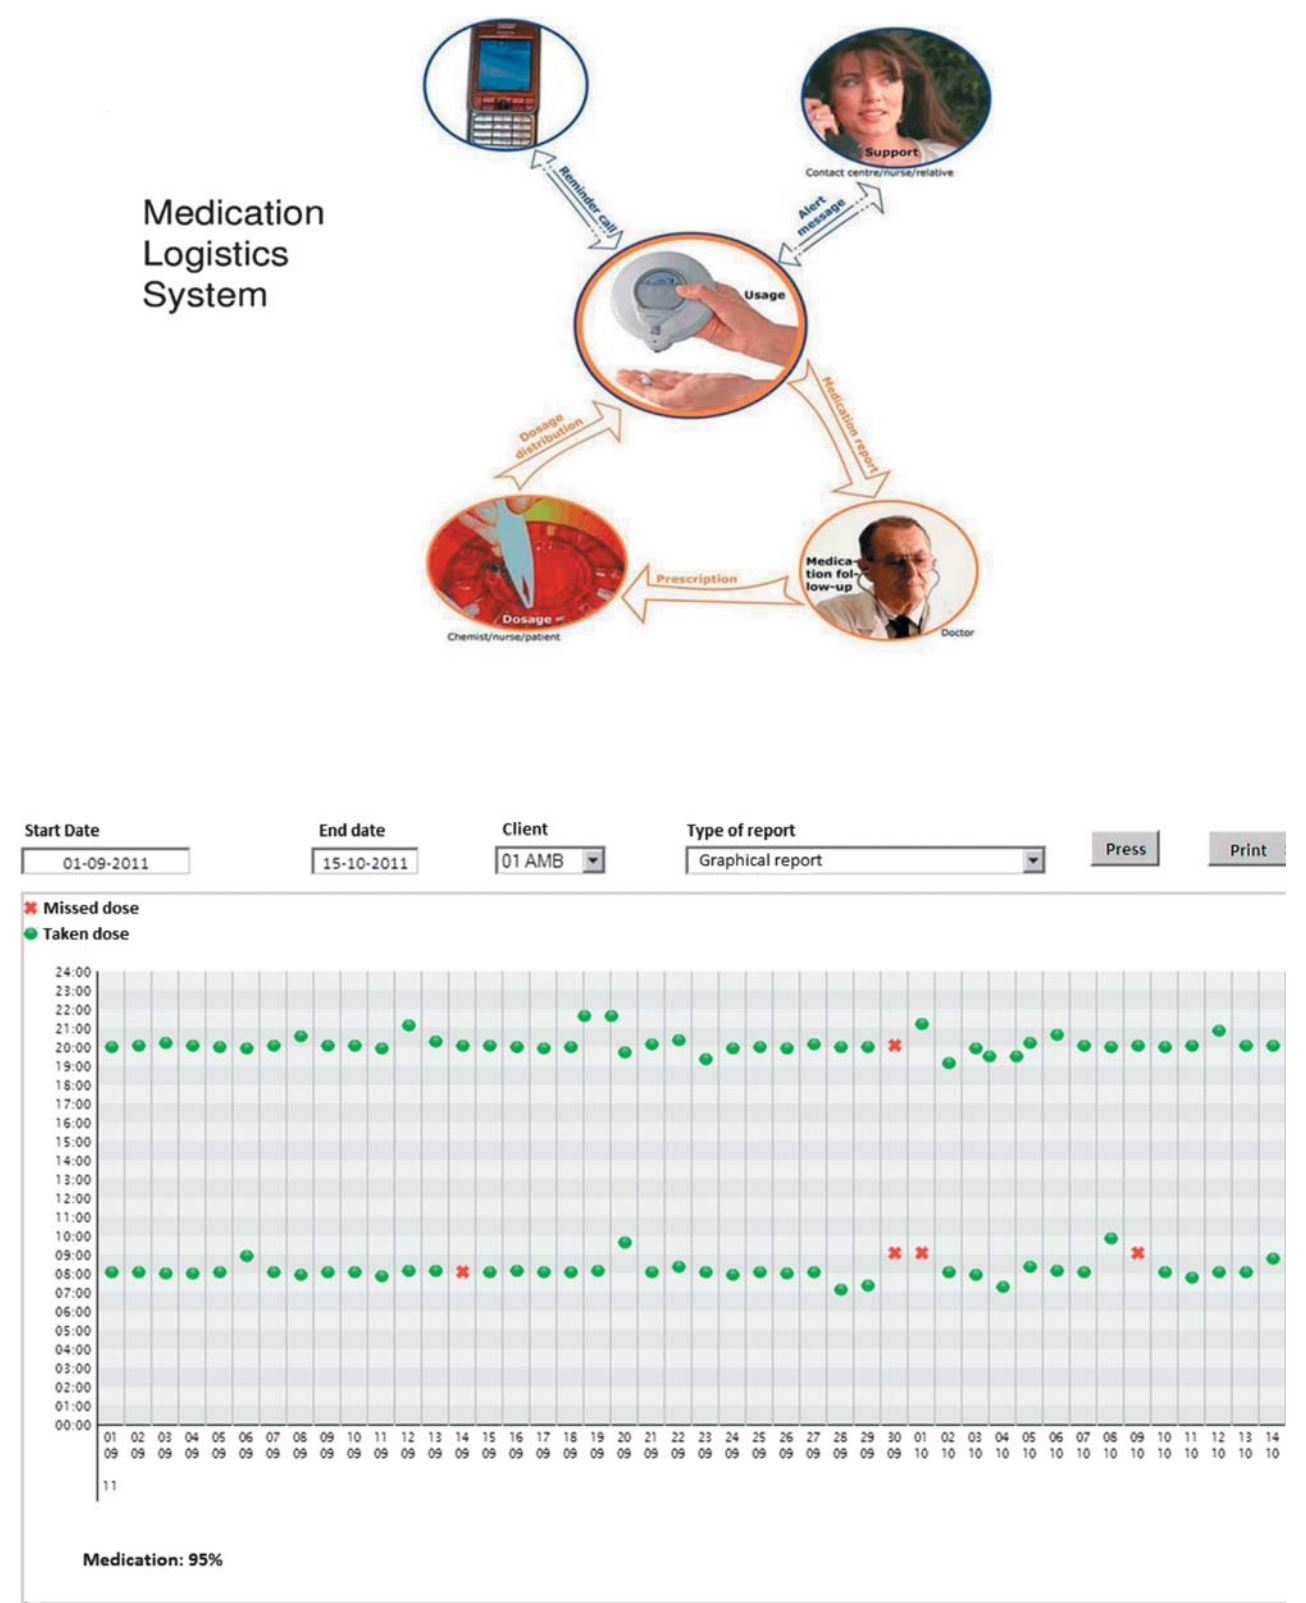 Medication
Logistics
System
Reminder call
Support
Contact centre/nurse/relative
Alert
message
Usage
Dosage
distribution
Medication report
Dosage
Chemist/nurse/patient
Prescription
Medica-
tion fol-
low-up
Doctor
Start Date End date Client Type of report
01-09-2011 15-10-2011 01 AMB Graphical report Press Print
Missed dose
Taken dose
24:00
23:00
22:00
21:00
20:00
19:00
18:00
17:00
16:00
15:00
14:00
13:00
12:00
11:00
10:00
09:00
08:00
07:00
06:00
05:00
04:00
03:00
02:00
01:00
00:00
01 02 03 04 05 06 07 08 09 10 11 12 13 14 15 16 17 18 19 20 21 22 23 24 25 26 27 28 29 30 01 02 03 04 05 06 07 08 09 10 11 12 13 14
09 09 09 09 09 09 09 09 09 09 09 09 09 09 09 09 09 09 09 09 09 09 09 09 09 09 09 09 09 09 10 10 10 10 10 10 10 10 10 10 10 10 10 10
11
Medication: 95%